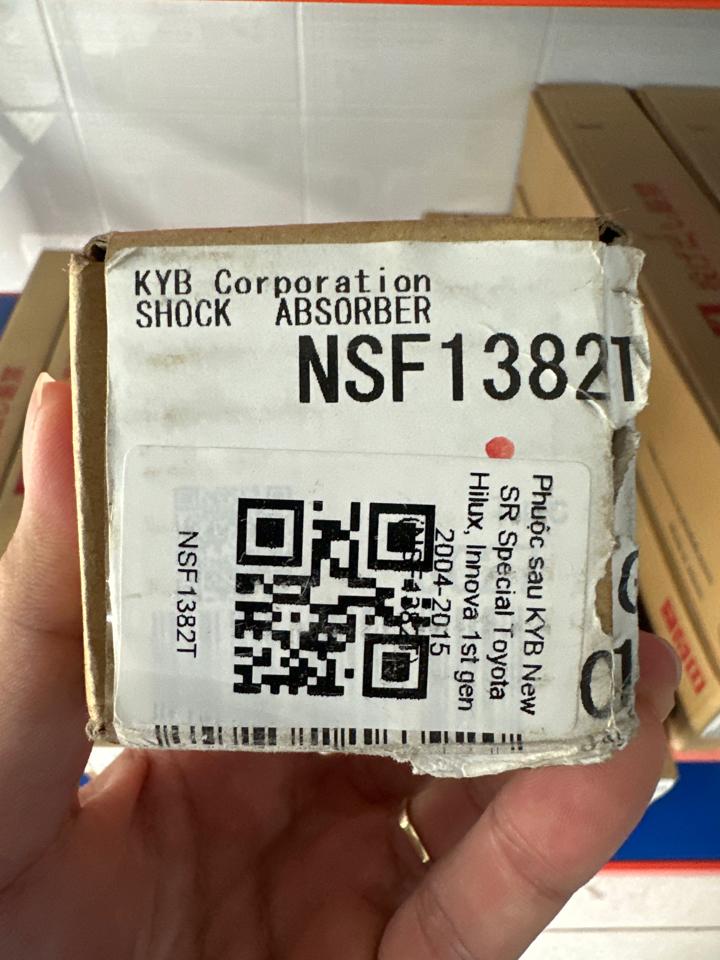 KYB Corporation
SHOCK ABSORBER
NSF1382T
Phuộc sau KYB New
SR Special Toyota
Hilux, Innova 1st gen
2004-2015
(NSF1382T)
NSF1382T